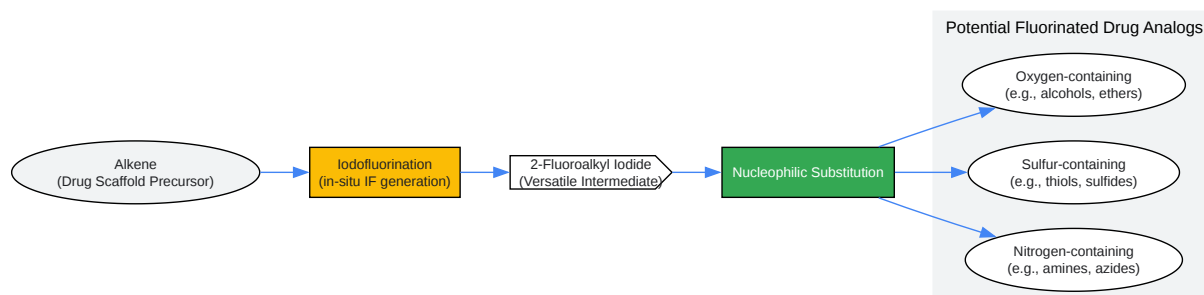 Potential Fluorinated Drug Analogs
Oxygen-containing
(e.g., alcohols, ethers)
Alkene
(Drug Scaffold Precursor)
Iodofluorination
(in-situ IF generation)
2-Fluoroalkyl Iodide
(Versatile Intermediate)
Nucleophilic Substitution
Sulfur-containing
(e.g., thiols, sulfides)
Nitrogen-containing
(e.g., amines, azides)